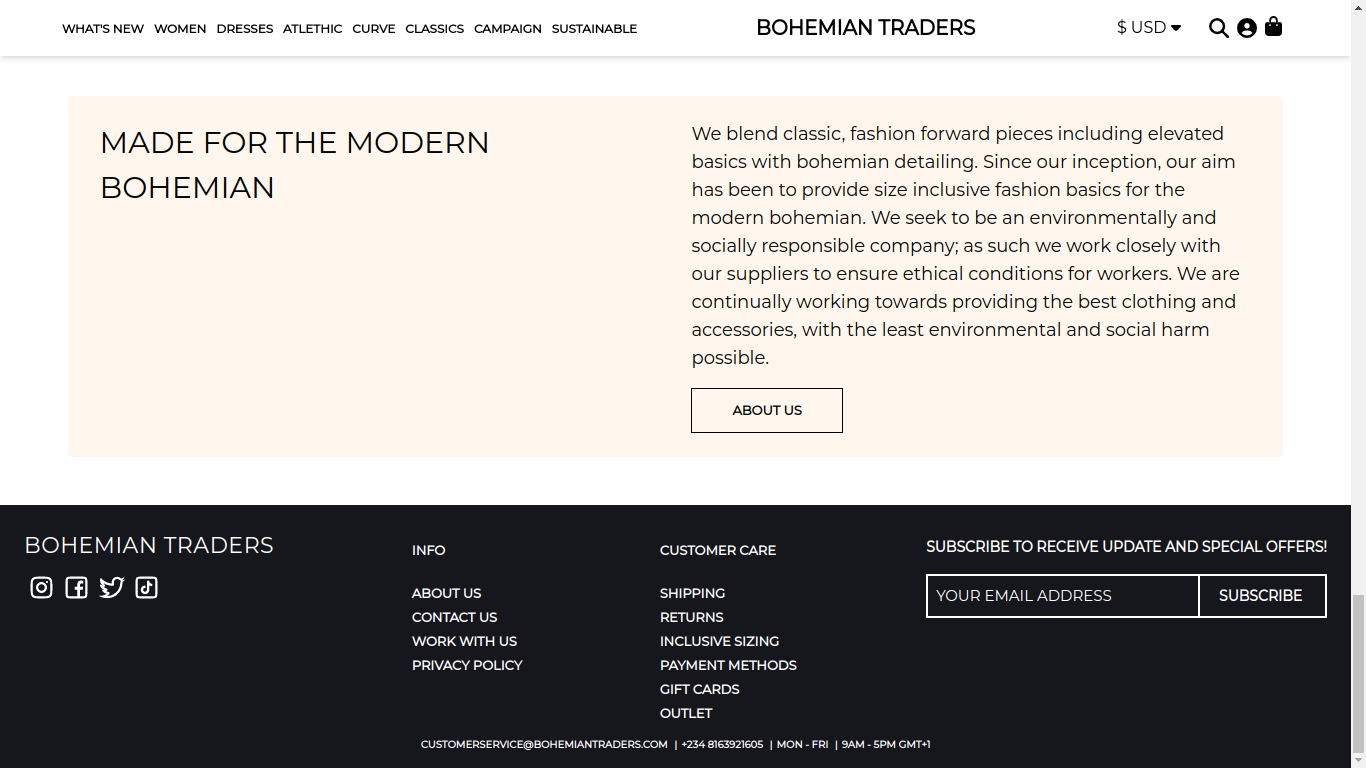 WHAT'S NEW WOMEN DRESSES ATLETHIC CURVE CLASSICS CAMPAIGN SUSTAINABLE
BOHEMIAN TRADERS
$ USD
MADE FOR THE MODERN
BOHEMIAN
We blend classic, fashion forward pieces including elevated
basics with bohemian detailing. Since our inception, our aim
has been to provide size inclusive fashion basics for the
modern bohemian. We seek to be an environmentally and
socially responsible company; as such we work closely with
our suppliers to ensure ethical conditions for workers. We are
continually working towards providing the best clothing and
accessories, with the least environmental and social harm
possible.
ABOUT US
BOHEMIAN TRADERS
INFO
ABOUT US
CONTACT US
WORK WITH US
PRIVACY POLICY
CUSTOMER CARE
SHIPPING
RETURNS
INCLUSIVE SIZING
PAYMENT METHODS
GIFT CARDS
OUTLET
SUBSCRIBE TO RECEIVE UPDATE AND SPECIAL OFFERS!
YOUR EMAIL ADDRESS
SUBSCRIBE
CUSTOMERSERVICE@BOHEMIANTRADERS.COM | +234 8163921605 | MON - FRI | 9AM - 5PM GMT+1